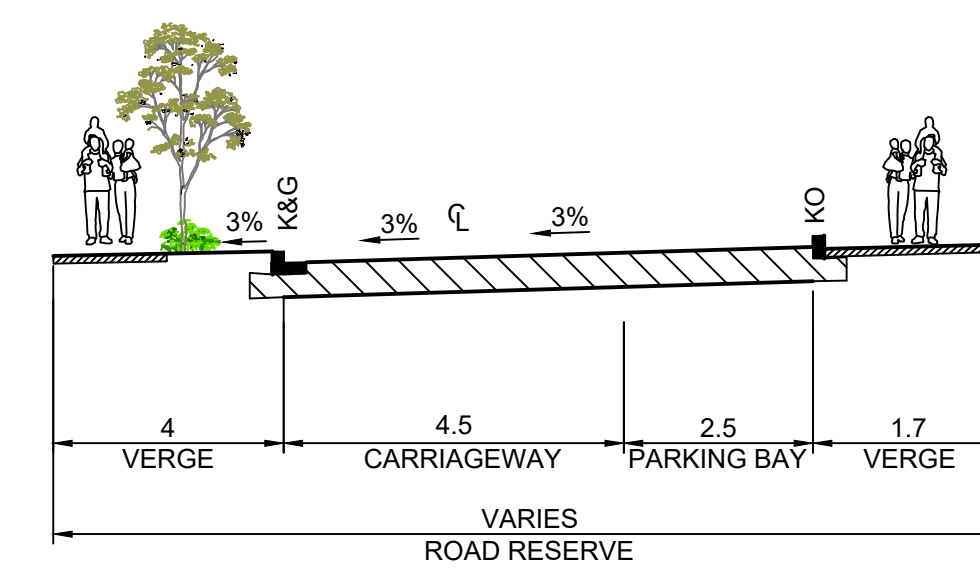 K&G
3%
3%
℄
3%
KO
4
4.5
2.5
1.7
VERGE
CARRIAGEWAY
PARKING BAY
VERGE
VARIES
ROAD RESERVE